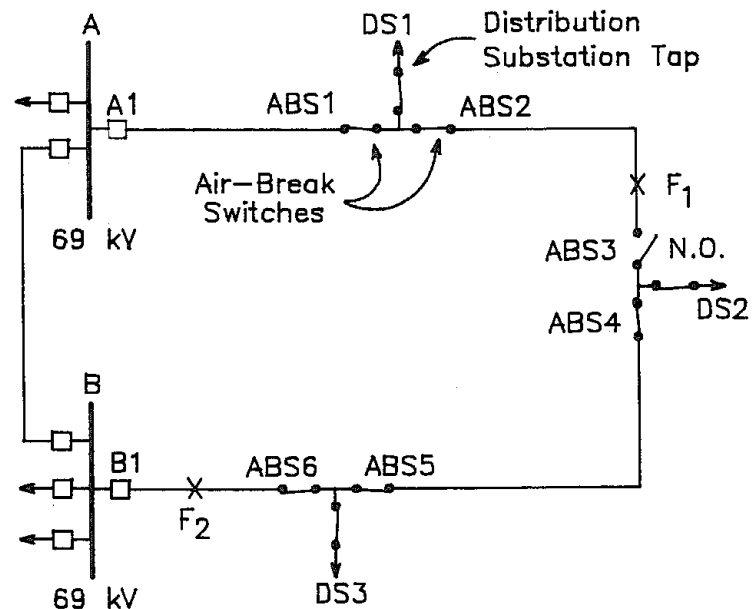 A
DS1
Distribution
Substation Tap
A1
ABS1
ABS2
Air-Break
Switches
F1
69 kV
ABS3
N.O.
DS2
ABS4
B
B1
ABS6
ABS5
F2
DS3
69 kV